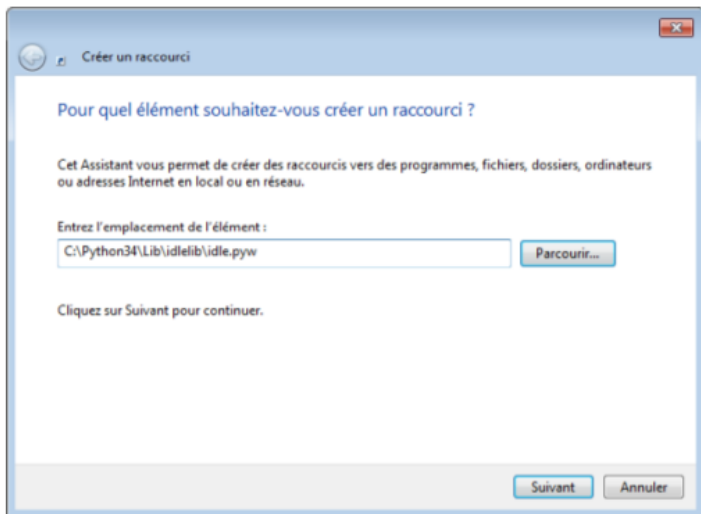 Créer un raccourci
Pour quel élément souhaitez-vous créer un raccourci ?
Cet Assistant vous permet de créer des raccourcis vers des programmes, fichiers, dossiers, ordinateurs
ou adresses Internet en local ou en réseau.
Entrez l'emplacement de l'élément :
C:\Python34\Lib\idlelib\idle.pyw
Parcourir...
Cliquez sur Suivant pour continuer.
Suivant
Annuler